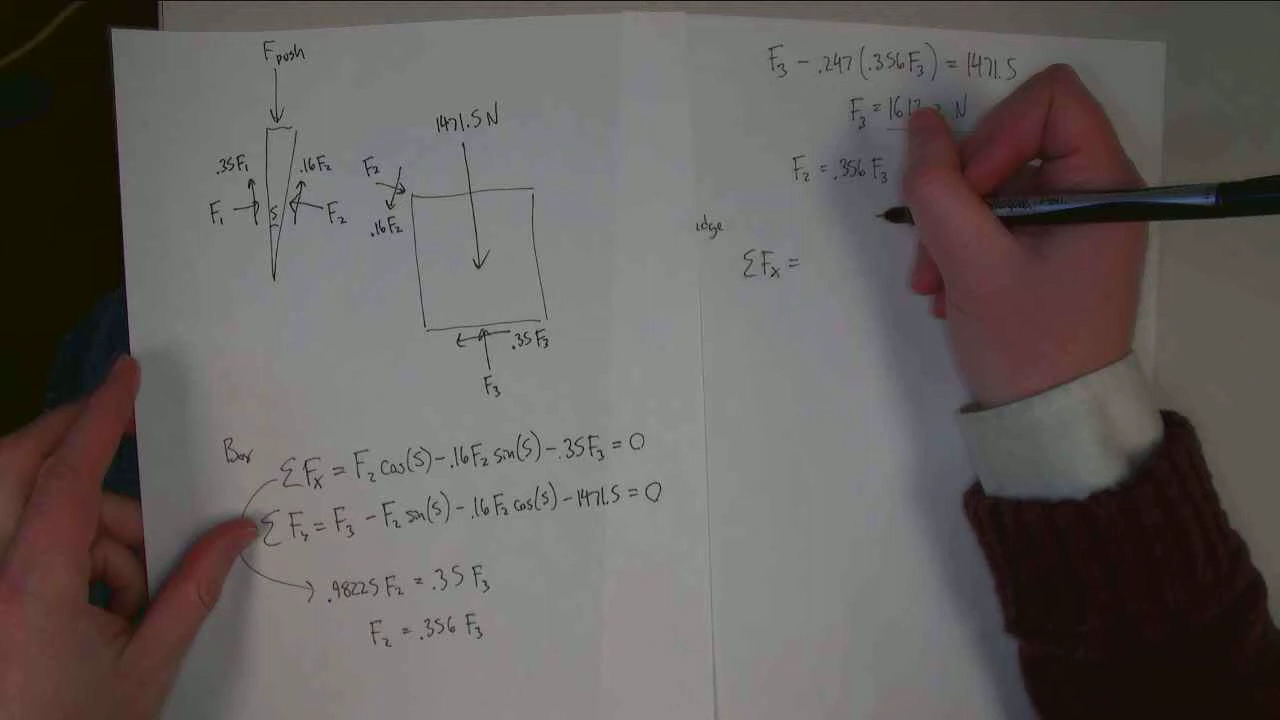 F push
1471.5 N
.35F₁
.16F₂
F₁
F₂
F₂
.16F₂
.35F₃
F₃
Box
ΣFₓ = F₂ cos(5) - .16F₂ sin(5) - .35F₃ = 0
ΣFᵧ = F₃ - F₂ sin(5) - .16F₂ cos(5) - 1471.5 = 0
.98225 F₂ = .35 F₃
F₂ = .356 F₃
F₃ - .247 (.356F₃) = 1471.5
F₃ = N
F₂ = .356 F₃
ΣFₓ =